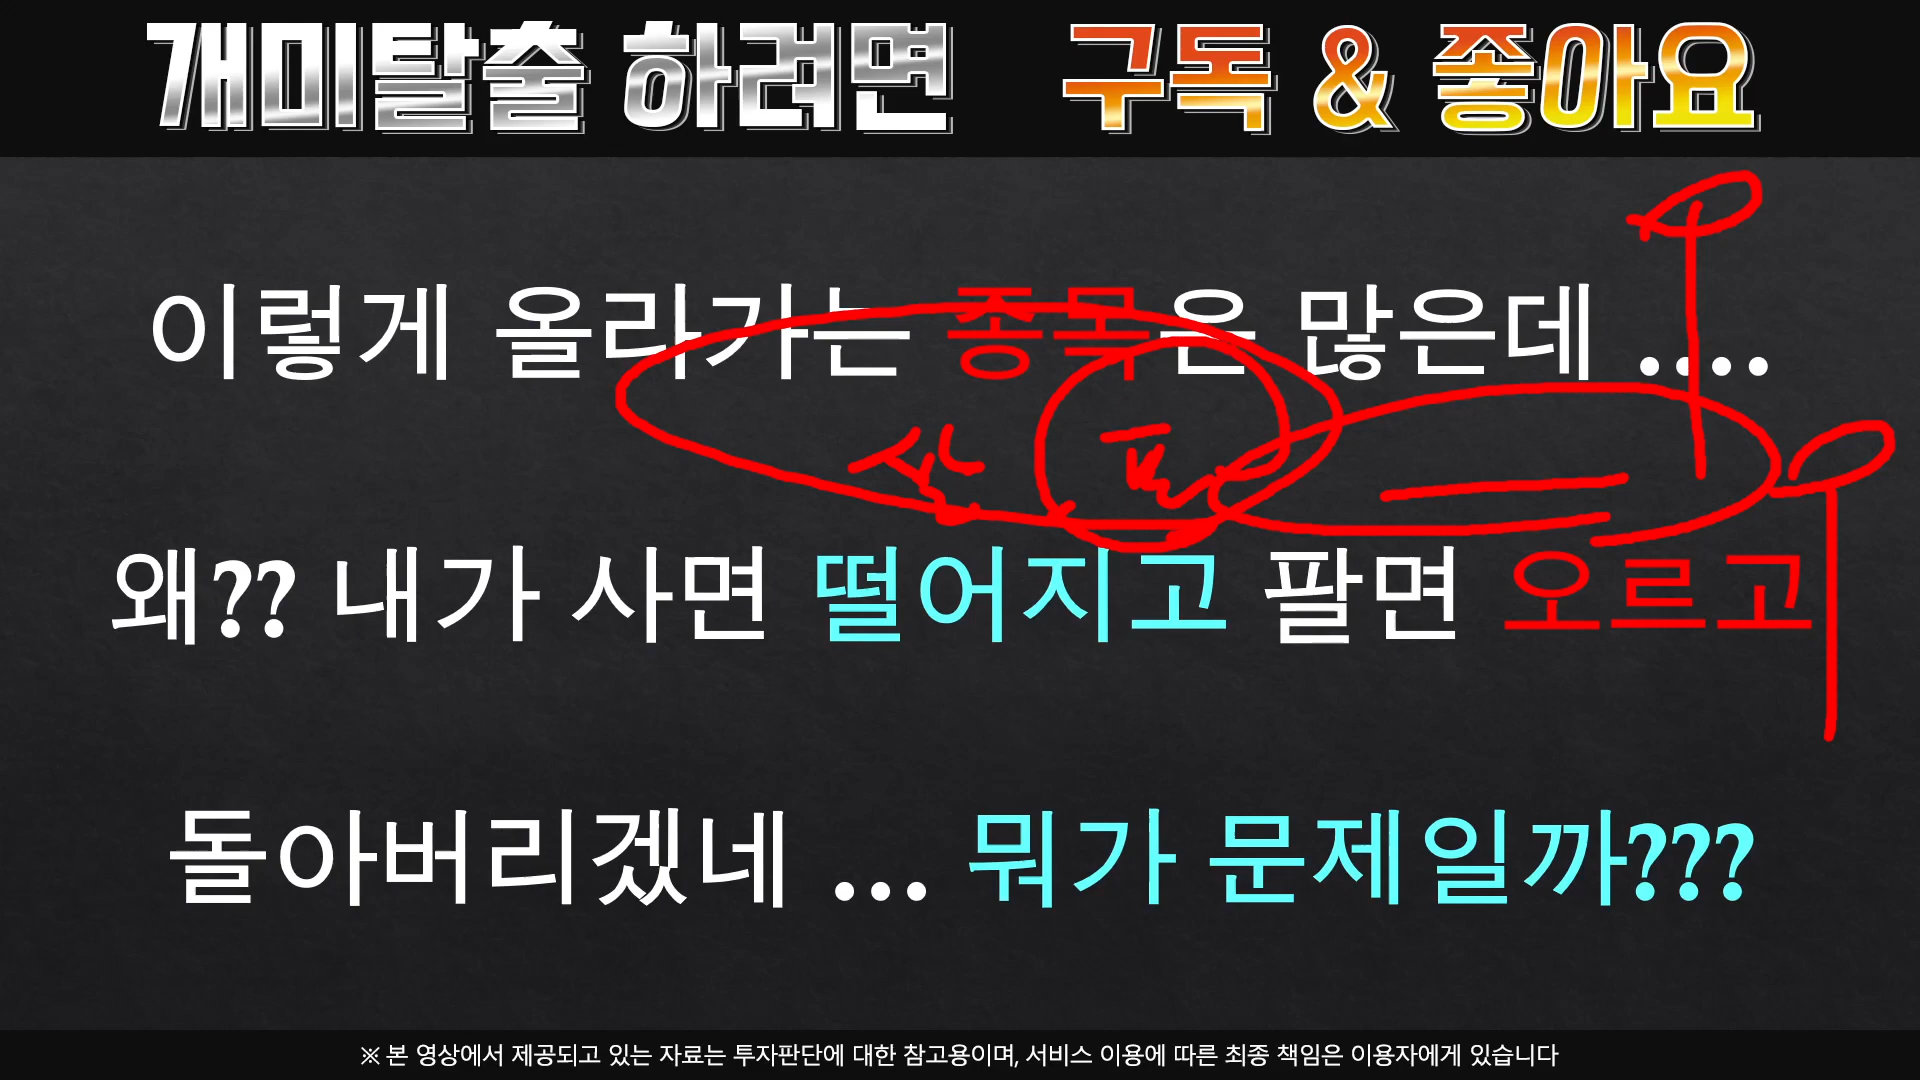 개미탈출 하려면 구독 & 좋아요
이렇게 올라가는 종목은 많은데 ....
왜?? 내가 사면 떨어지고 팔면 오르고
돌아버리겠네 ... 뭐가 문제일까???
※ 본 영상에서 제공되고 있는 자료는 투자판단에 대한 참고용이며, 서비스 이용에 따른 최종 책임은 이용자에게 있습니다